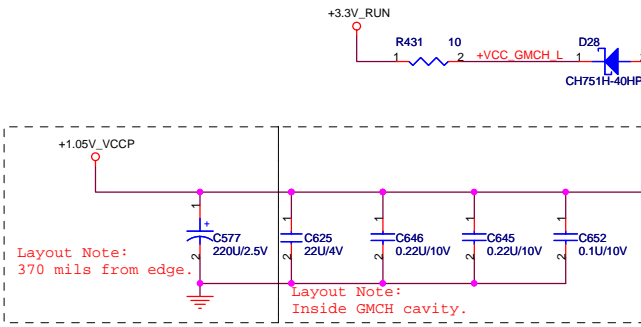 +3.3V_RUN
R431 10
D28
1 2 +VCC_GMCH_L 1
CH751H-40HP
+1.05V_VCCP
1 1 1 1 1
+
C577 C625 C646 C645 C652
220U/2.5V 22U/4V 0.22U/10V 0.22U/10V 0.1U/10V
2 2 2 2 2
Layout Note:
370 mils from edge.
Layout Note:
Inside GMCH cavity.